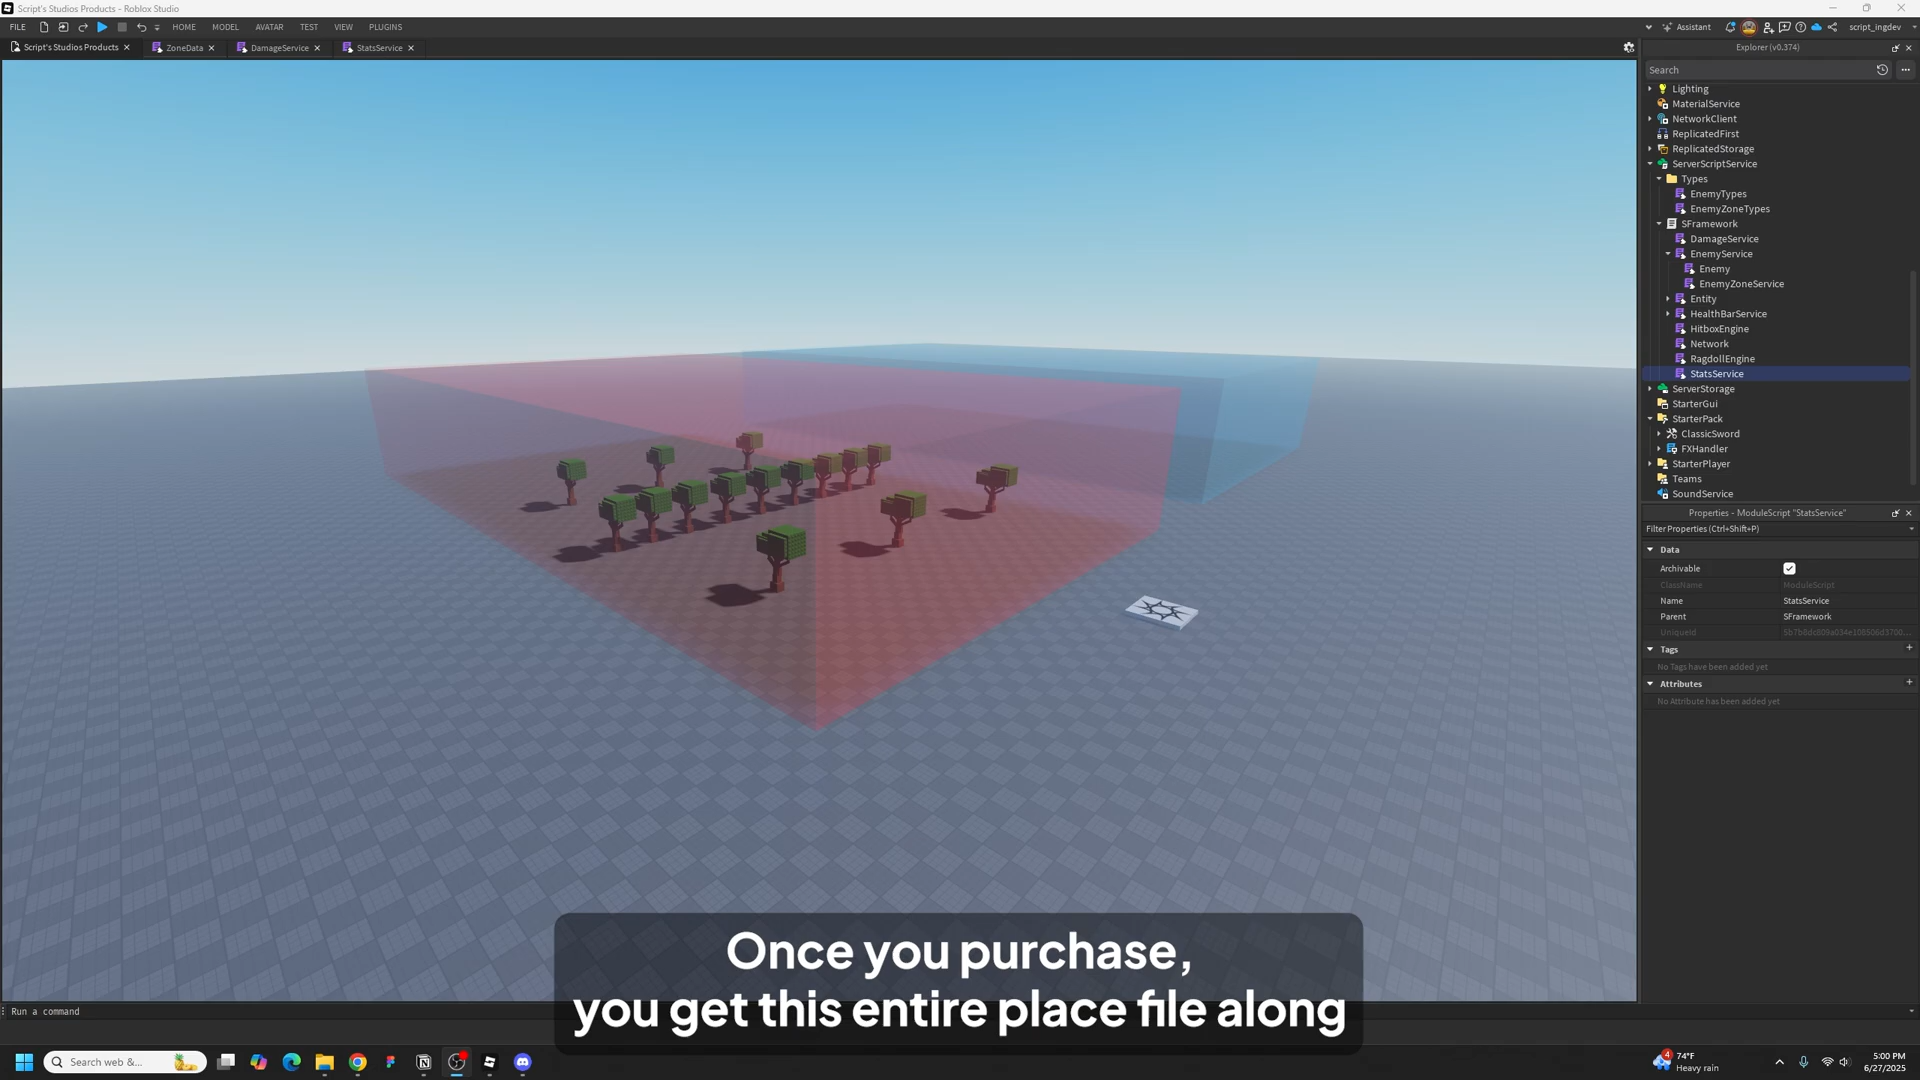 Script's Studios Products - Roblox Studio
FILE
HOME
MODEL
AVATAR
TEST
VIEW
PLUGINS
Assistant
script_ingdev
Script's Studios Products
ZoneData
DamageService
StatsService
Explorer (v0.374)
Search
Lighting
MaterialService
NetworkClient
ReplicatedFirst
ReplicatedStorage
ServerScriptService
Types
EnemyTypes
EnemyZoneTypes
SFramework
DamageService
EnemyService
Enemy
EnemyZoneService
Entity
HealthBarService
HitboxEngine
Network
RagdollEngine
StatsService
ServerStorage
StarterGui
StarterPack
ClassicSword
FXHandler
StarterPlayer
Teams
SoundService
Properties - ModuleScript "StatsService"
Filter Properties (Ctrl+Shift+P)
Data
Archivable
ClassName ModuleScript
Name StatsService
Parent SFramework
UniqueId
Tags
No Tags have been added yet
Attributes
No Attribute has been added yet
Once you purchase,
you get this entire place file along
Run a command
Search web &...
4
74°F
Heavy rain
5:00 PM
6/27/2025